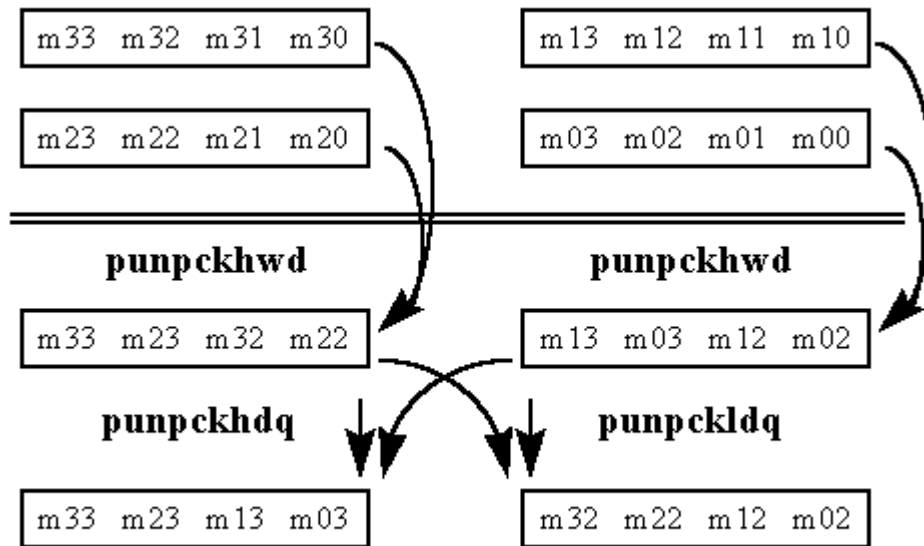 m33 m32 m31 m30
m13 m12 m11 m10
m23 m22 m21 m20
m03 m02 m01 m00
punpckhwd
punpckhwd
m33 m23 m32 m22
m13 m03 m12 m02
punpckhdq
punpckldq
m33 m23 m13 m03
m32 m22 m12 m02